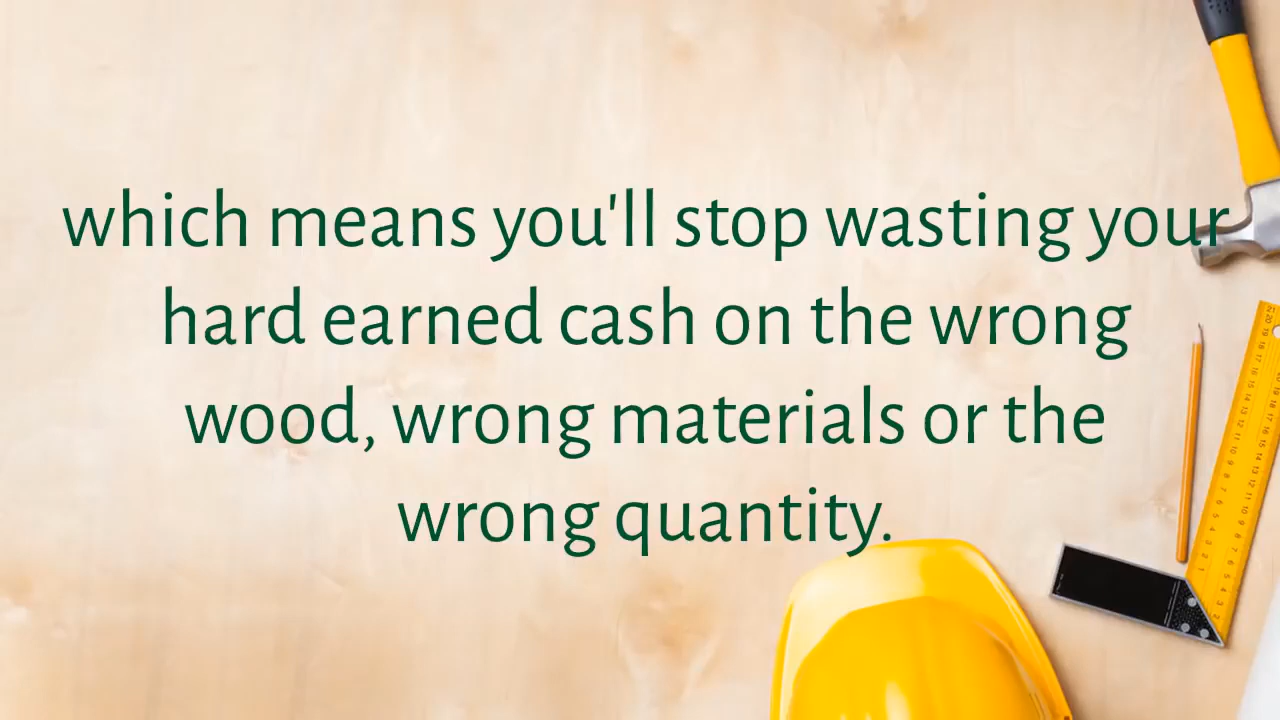 which means you'll stop wasting your
hard earned cash on the wrong
wood, wrong materials or the
wrong quantity.